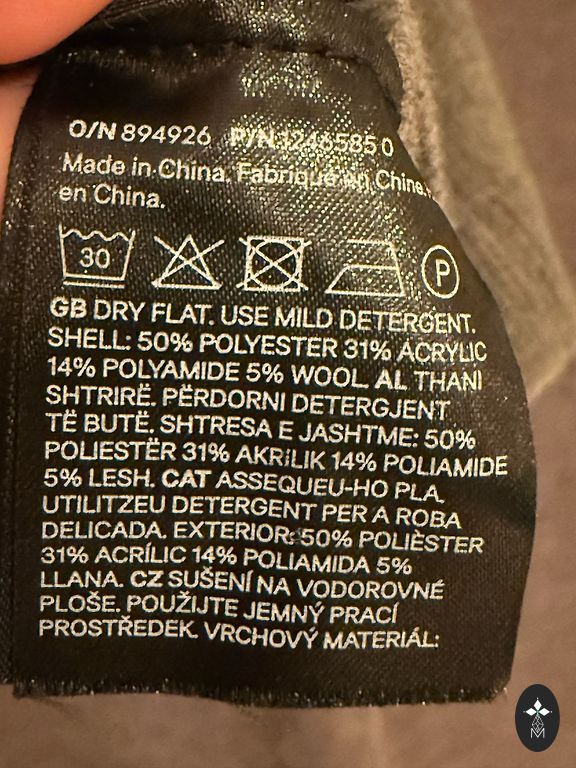 O/N 894926 P/N 1246585 0
Made in China. Fabriqué en Chine.
en China.
30
P
GB DRY FLAT. USE MILD DETERGENT.
SHELL: 50% POLYESTER 31% ACRYLIC
14% POLYAMIDE 5% WOOL. AL THANI
SHTRIRË. PËRDORNI DETERGJENT
TË BUTË. SHTRESA E JASHTME: 50%
POLIESTËR 31% AKRILIK 14% POLIAMIDE
5% LESH. CAT ASSEQUEU-HO PLA.
UTILITZEU DETERGENT PER A ROBA
DELICADA. EXTERIOR: 50% POLIÈSTER
31% ACRÍLIC 14% POLIAMIDA 5%
LLANA. CZ SUŠENÍ NA VODOROVNÉ
PLOŠE. POUŽIJTE JEMNÝ PRACÍ
PROSTŘEDEK. VRCHOVÝ MATERIÁL:
M